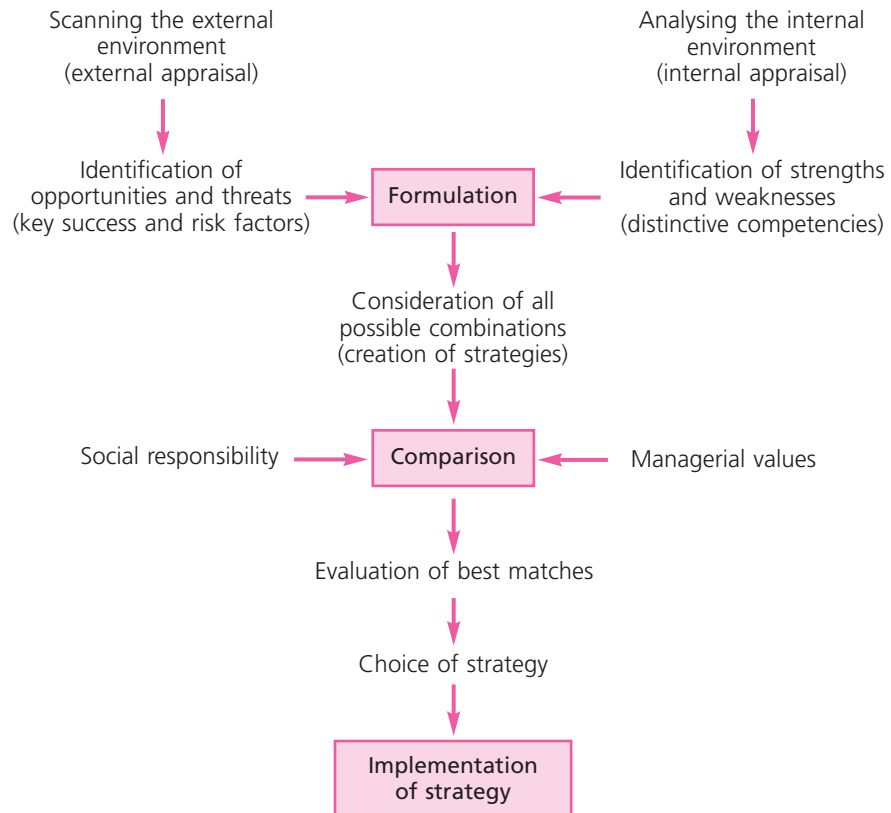 Scanning the external
environment
(external appraisal)
Analysing the internal
environment
(internal appraisal)
Identification of
opportunities and threats
(key success and risk factors)
Formulation
Identification of strengths
and weaknesses
(distinctive competencies)
Consideration of all
possible combinations
(creation of strategies)
Social responsibility
Comparison
Managerial values
Evaluation of best matches
Choice of strategy
Implementation
of strategy